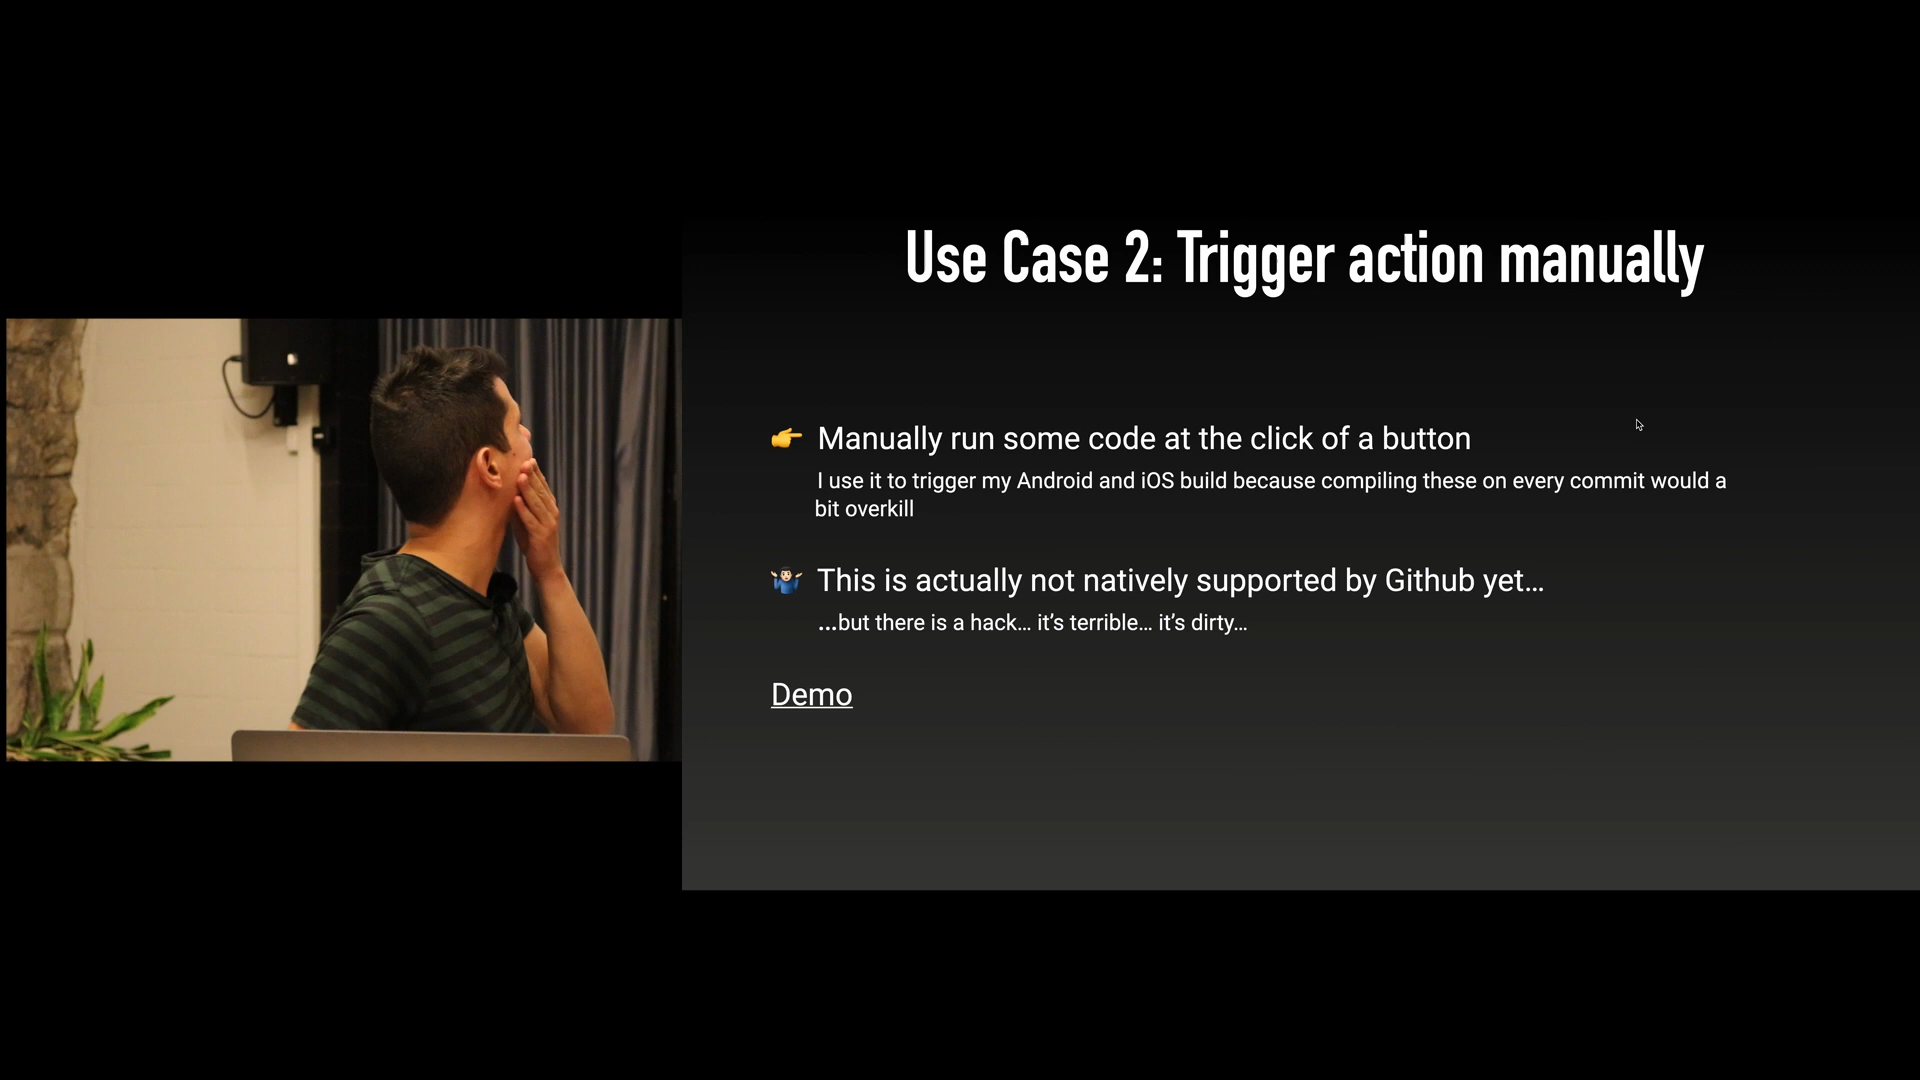 Use Case 2: Trigger action manually
👉 Manually run some code at the click of a button
I use it to trigger my Android and iOS build because compiling these on every commit would a
bit overkill
🤷🏻‍♂️ This is actually not natively supported by Github yet…
…but there is a hack… it’s terrible… it’s dirty…
Demo